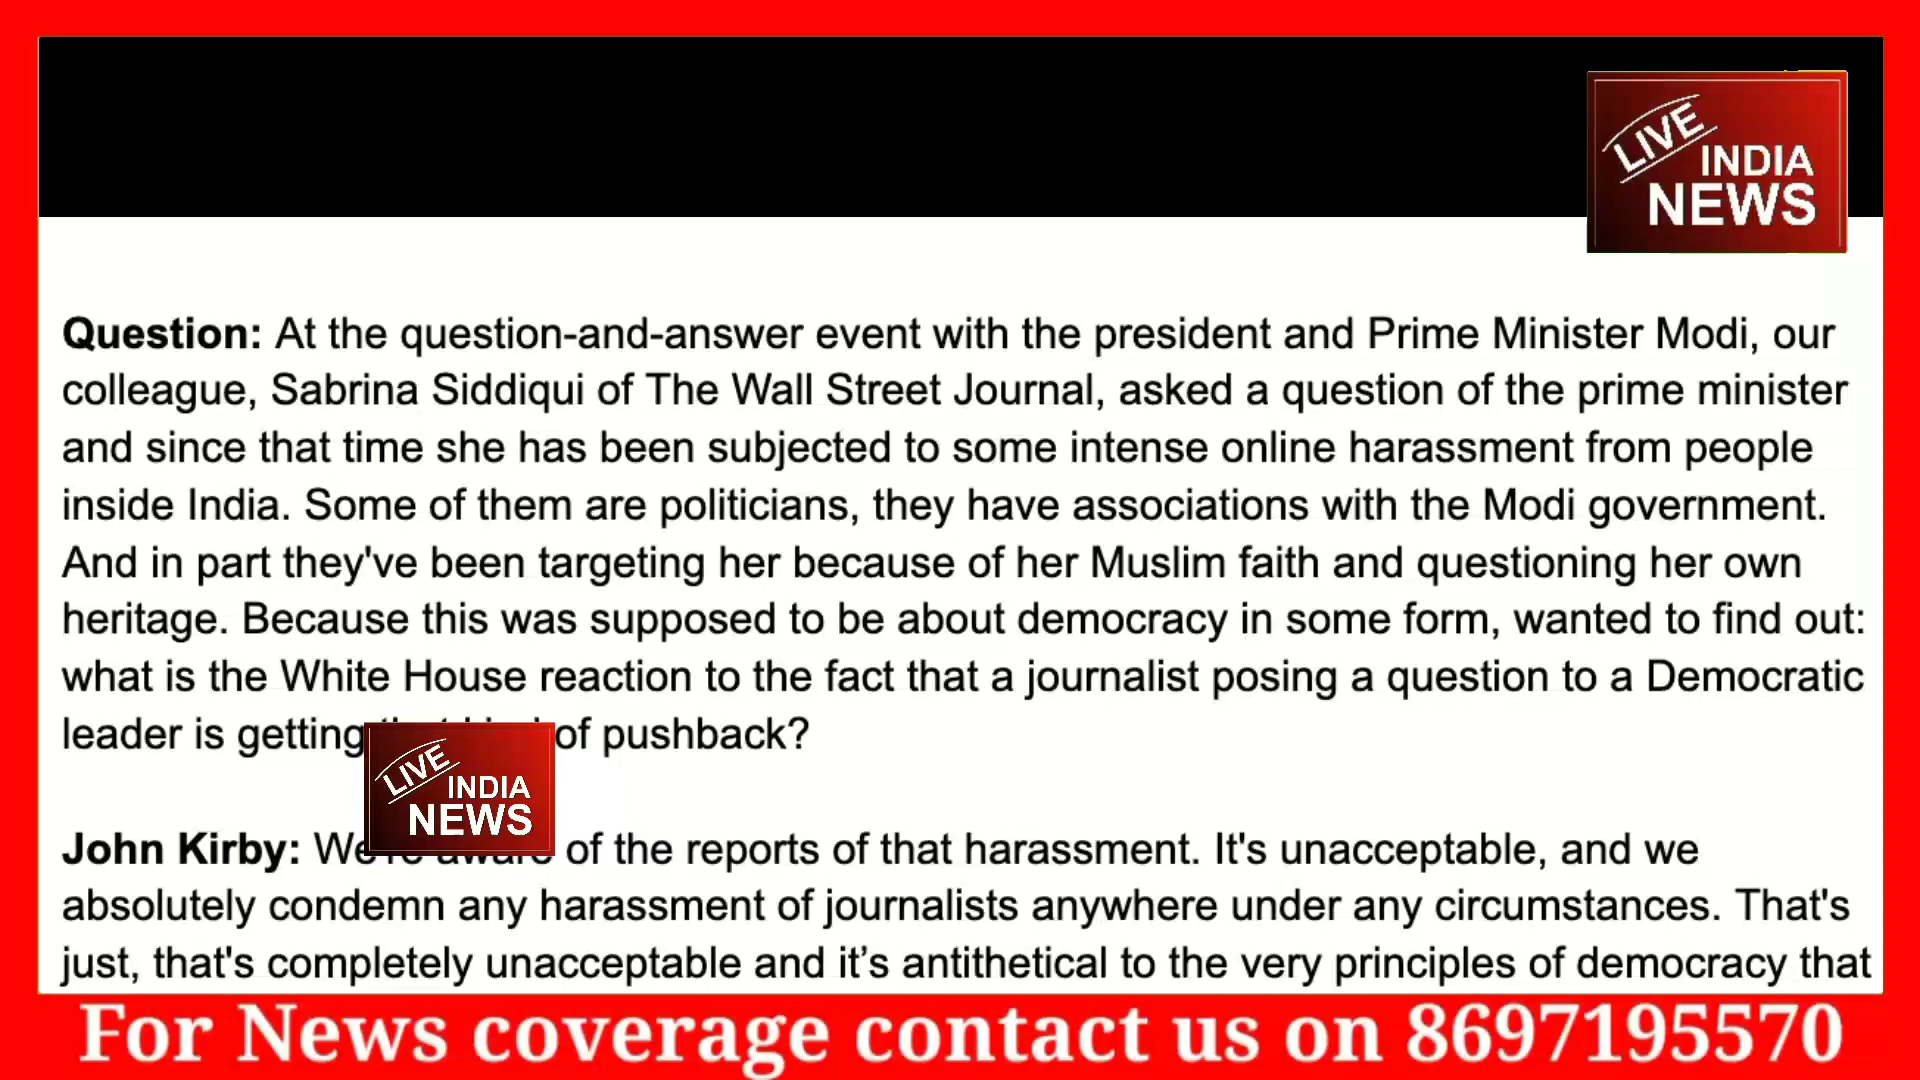 LIVE
INDIA
NEWS
Question: At the question-and-answer event with the president and Prime Minister Modi, our
colleague, Sabrina Siddiqui of The Wall Street Journal, asked a question of the prime minister
and since that time she has been subjected to some intense online harassment from people
inside India. Some of them are politicians, they have associations with the Modi government.
And in part they've been targeting her because of her Muslim faith and questioning her own
heritage. Because this was supposed to be about democracy in some form, wanted to find out:
what is the White House reaction to the fact that a journalist posing a question to a Democratic
leader is getting of pushback?
LIVE
INDIA
NEWS
John Kirby: We're aware of the reports of that harassment. It's unacceptable, and we
absolutely condemn any harassment of journalists anywhere under any circumstances. That's
just, that's completely unacceptable and it’s antithetical to the very principles of democracy that
For News coverage contact us on 8697195570